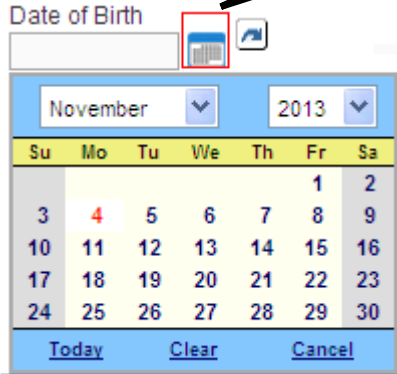 Date of Birth
November 2013
Su Mo Tu We Th Fr Sa
1 2
3 4 5 6 7 8 9
10 11 12 13 14 15 16
17 18 19 20 21 22 23
24 25 26 27 28 29 30
Today Clear Cancel